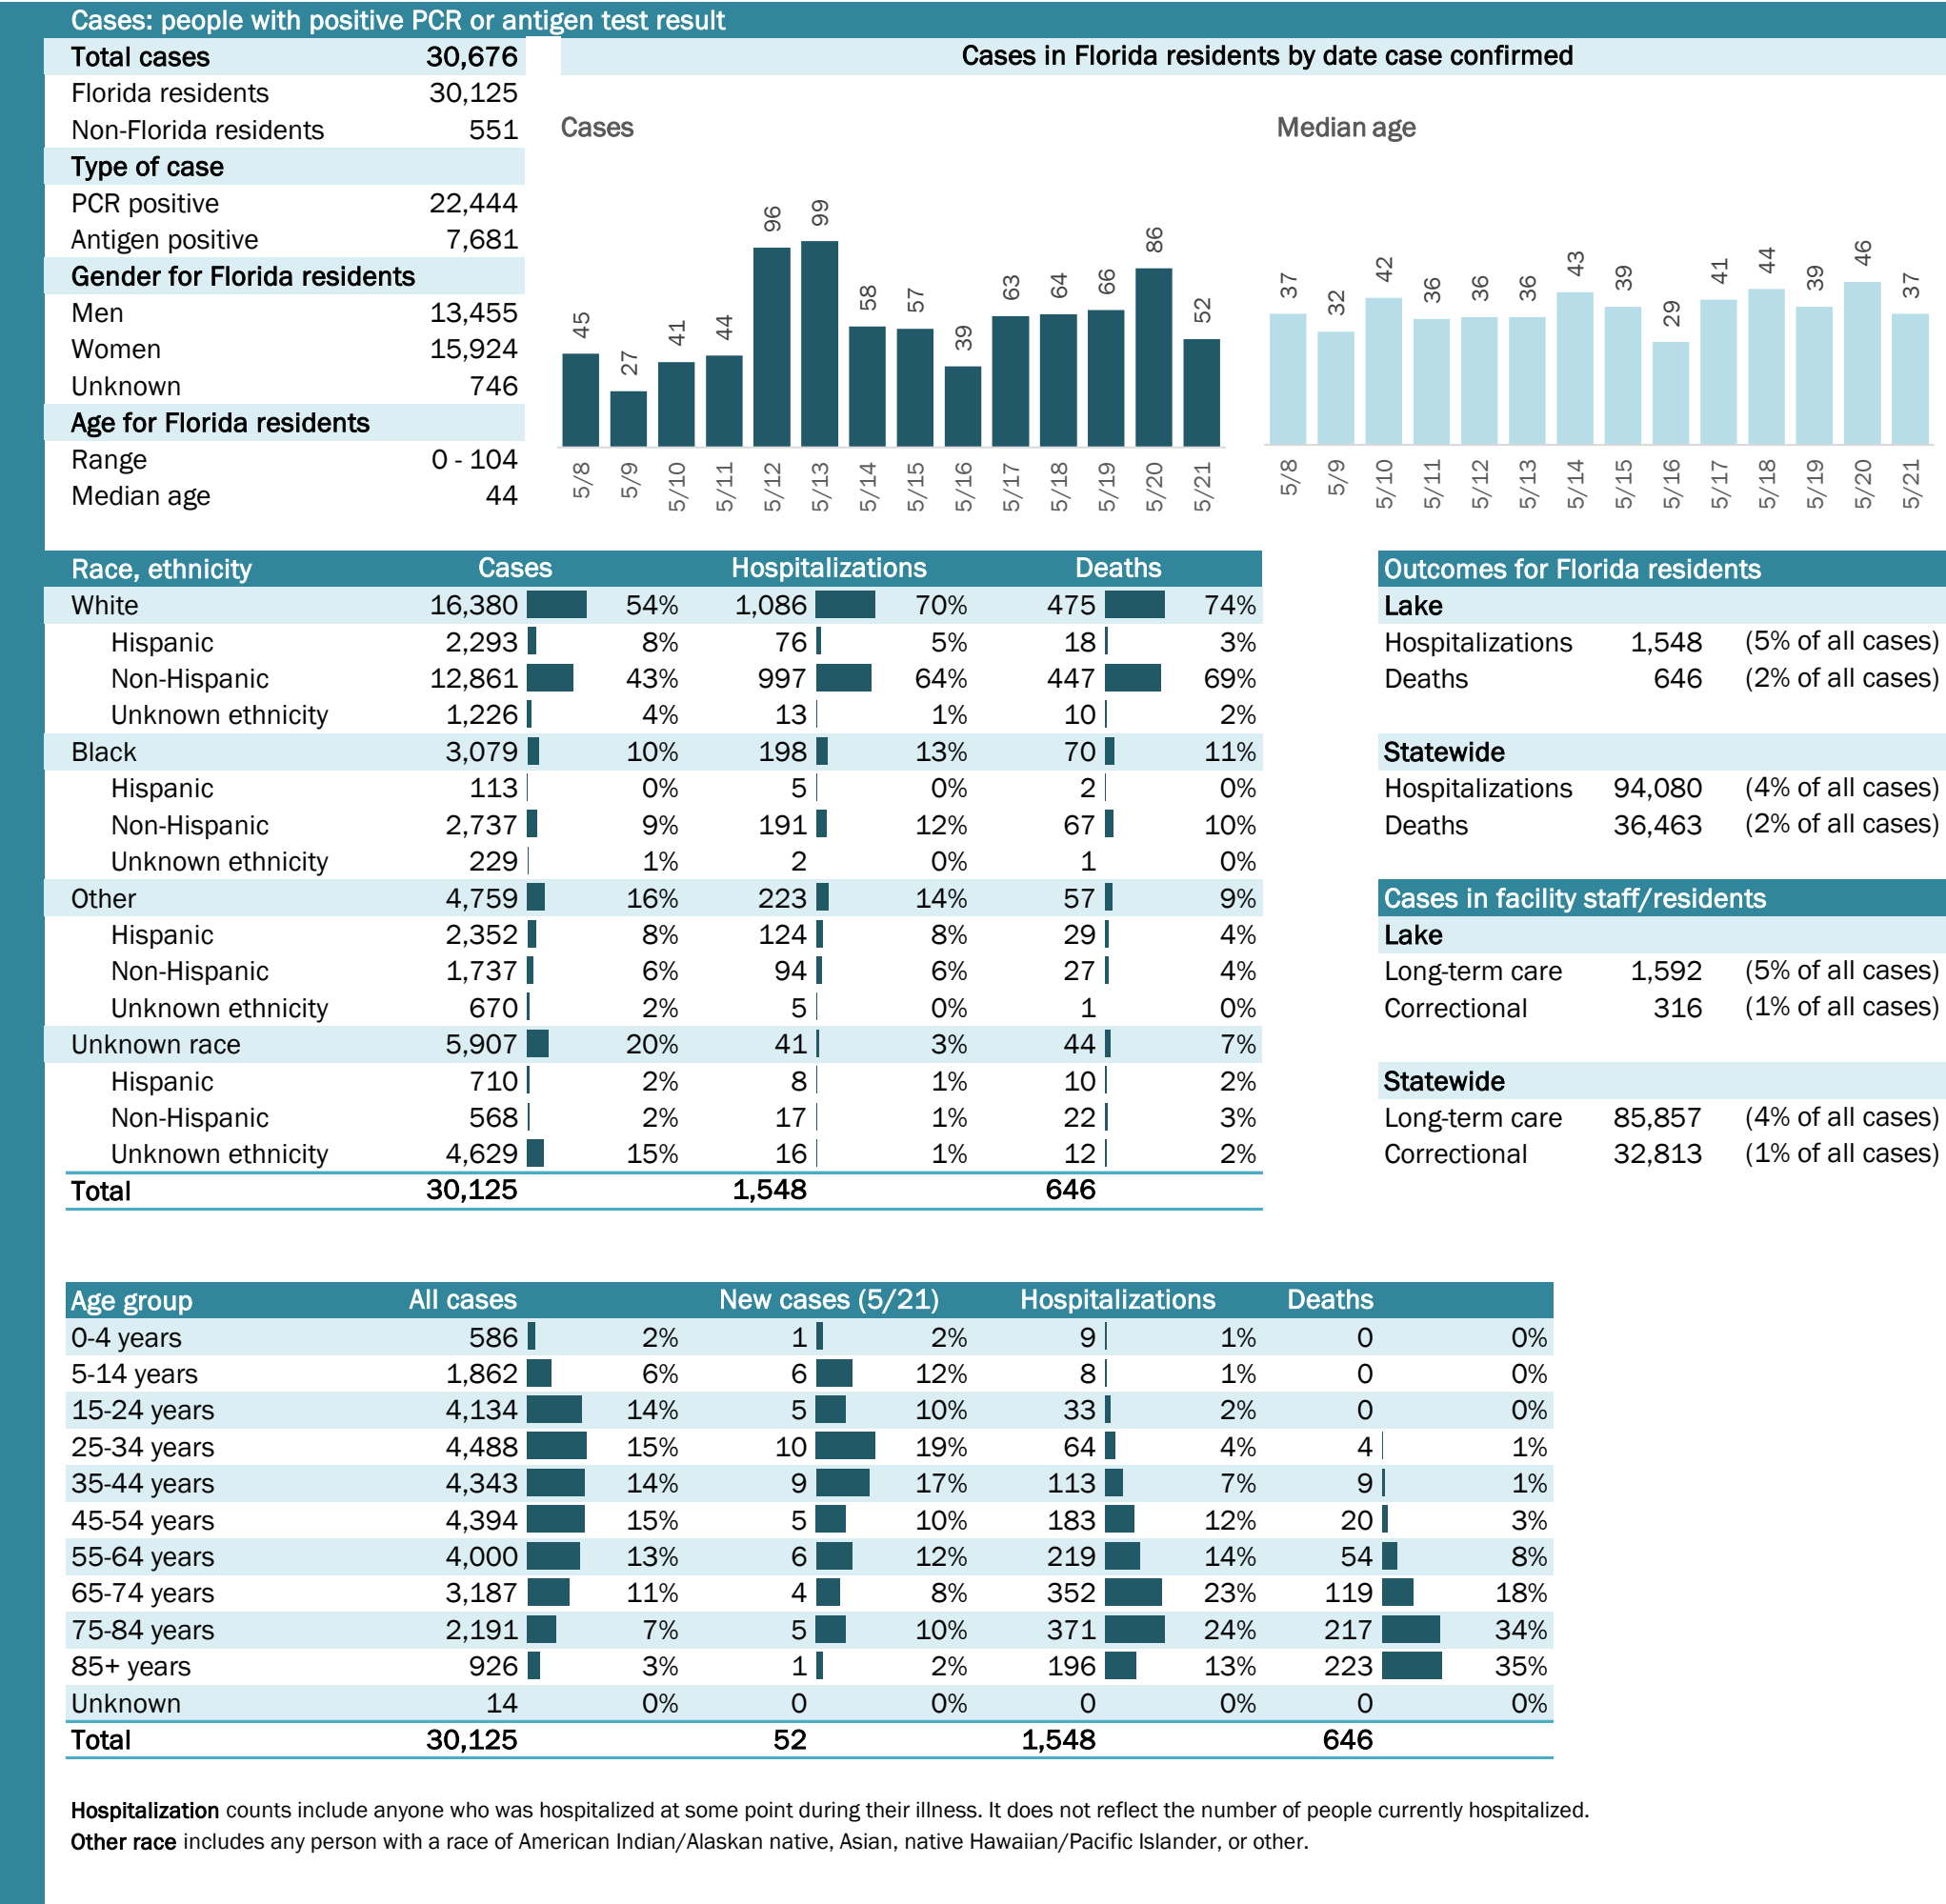 Cases: people with positive PCR or antigen test result
Total cases 30,676
Florida residents 30,125
Non-Florida residents 551
Type of case
PCR positive 22,444
Antigen positive 7,681
Gender for Florida residents
Men 13,455
Women 15,924
Unknown 746
Age for Florida residents
Range 0 - 104
Median age 44
Cases in Florida residents by date case confirmed
Cases
45 27 41 44 96 99 58 57 39 63 64 66 86 52
5/8 5/9 5/10 5/11 5/12 5/13 5/14 5/15 5/16 5/17 5/18 5/19 5/20 5/21
Median age
37 32 42 36 36 36 43 39 29 41 44 39 46 37
5/8 5/9 5/10 5/11 5/12 5/13 5/14 5/15 5/16 5/17 5/18 5/19 5/20 5/21
Race, ethnicity Cases Hospitalizations Deaths
White 16,380 54% 1,086 70% 475 74%
Hispanic 2,293 8% 76 5% 18 3%
Non-Hispanic 12,861 43% 997 64% 447 69%
Unknown ethnicity 1,226 4% 13 1% 10 2%
Black 3,079 10% 198 13% 70 11%
Hispanic 113 0% 5 0% 2 0%
Non-Hispanic 2,737 9% 191 12% 67 10%
Unknown ethnicity 229 1% 2 0% 1 0%
Other 4,759 16% 223 14% 57 9%
Hispanic 2,352 8% 124 8% 29 4%
Non-Hispanic 1,737 6% 94 6% 27 4%
Unknown ethnicity 670 2% 5 0% 1 0%
Unknown race 5,907 20% 41 3% 44 7%
Hispanic 710 2% 8 1% 10 2%
Non-Hispanic 568 2% 17 1% 22 3%
Unknown ethnicity 4,629 15% 16 1% 12 2%
Total 30,125 1,548 646
Outcomes for Florida residents
Lake
Hospitalizations 1,548 (5% of all cases)
Deaths 646 (2% of all cases)
Statewide
Hospitalizations 94,080 (4% of all cases)
Deaths 36,463 (2% of all cases)
Cases in facility staff/residents
Lake
Long-term care 1,592 (5% of all cases)
Correctional 316 (1% of all cases)
Statewide
Long-term care 85,857 (4% of all cases)
Correctional 32,813 (1% of all cases)
Age group All cases New cases (5/21) Hospitalizations Deaths
0-4 years 586 2% 1 2% 9 1% 0 0%
5-14 years 1,862 6% 6 12% 8 1% 0 0%
15-24 years 4,134 14% 5 10% 33 2% 0 0%
25-34 years 4,488 15% 10 19% 64 4% 4 1%
35-44 years 4,343 14% 9 17% 113 7% 9 1%
45-54 years 4,394 15% 5 10% 183 12% 20 3%
55-64 years 4,000 13% 6 12% 219 14% 54 8%
65-74 years 3,187 11% 4 8% 352 23% 119 18%
75-84 years 2,191 7% 5 10% 371 24% 217 34%
85+ years 926 3% 1 2% 196 13% 223 35%
Unknown 14 0% 0 0% 0 0% 0 0%
Total 30,125 52 1,548 646
Hospitalization counts include anyone who was hospitalized at some point during their illness. It does not reflect the number of people currently hospitalized.
Other race includes any person with a race of American Indian/Alaskan native, Asian, native Hawaiian/Pacific Islander, or other.